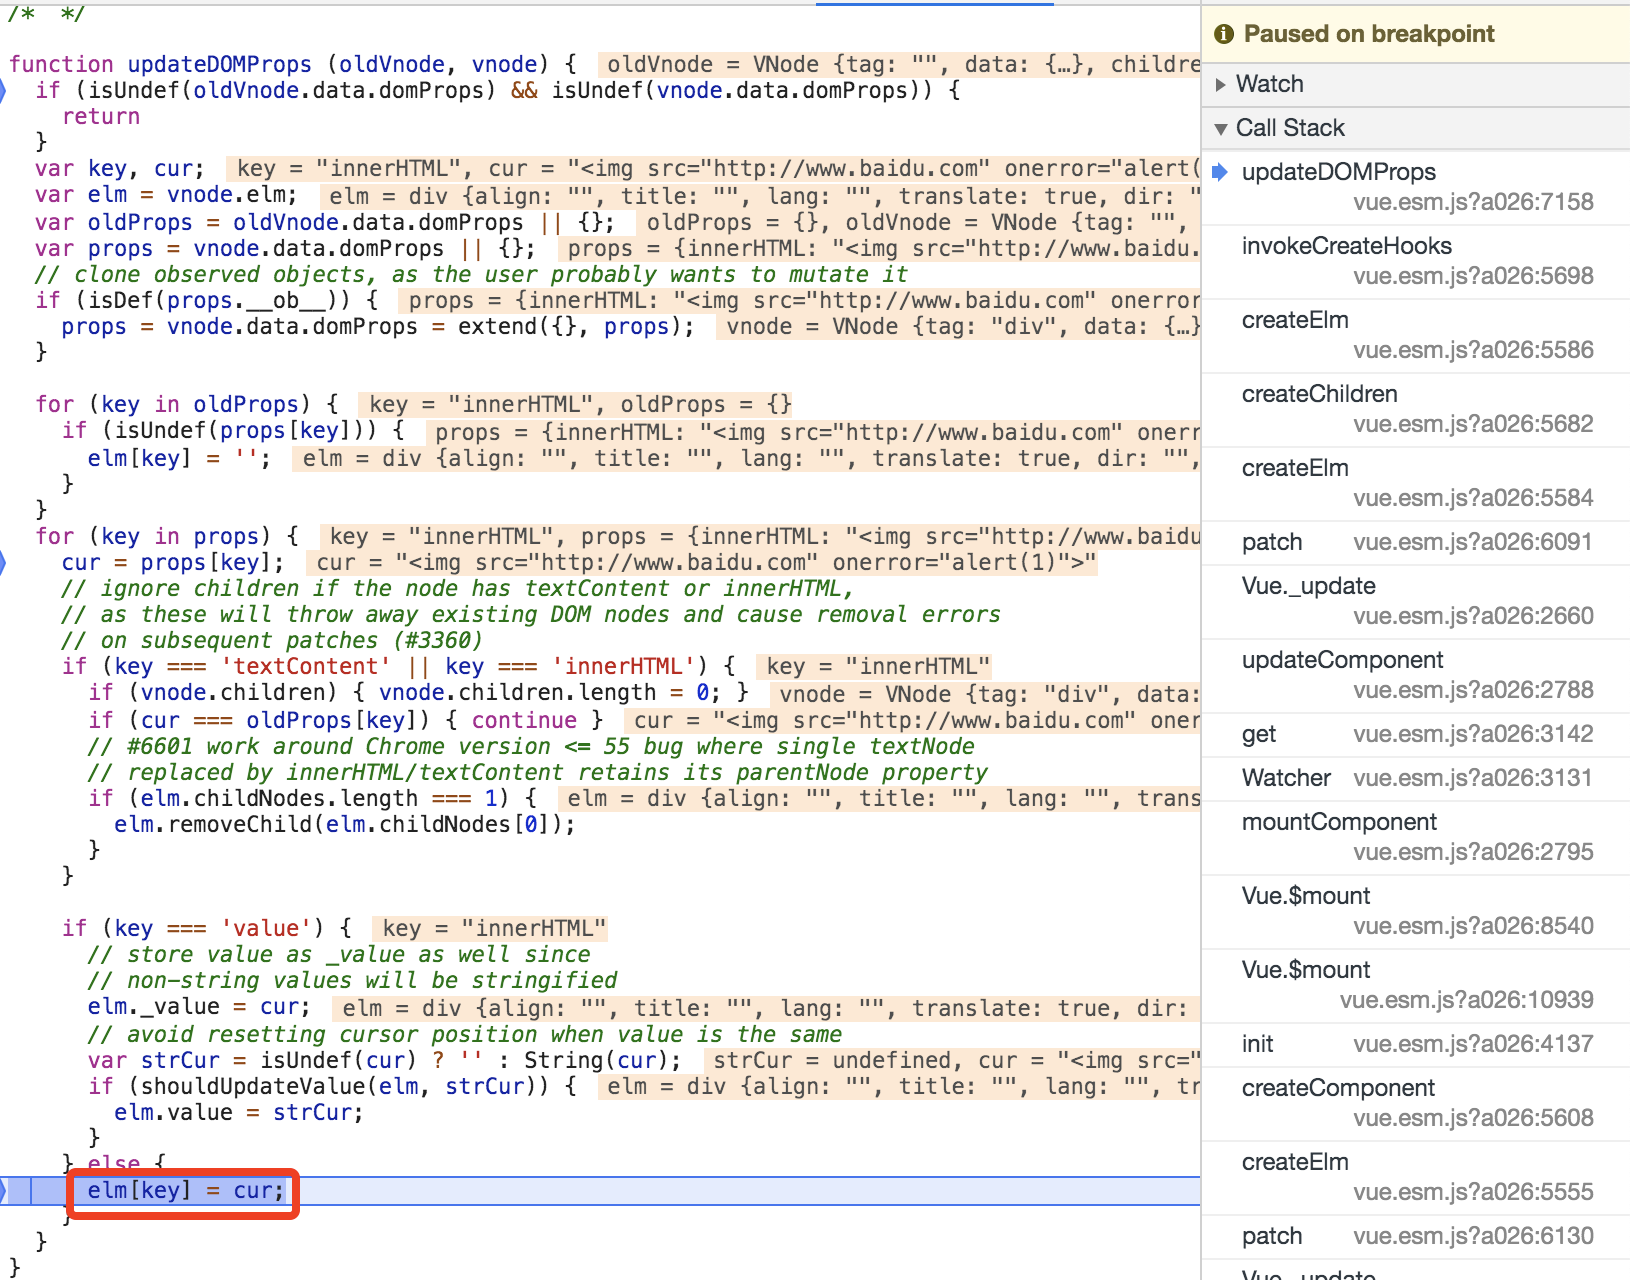 /*  */
function updateDOMProps (oldVnode, vnode) {  oldVnode = VNode {tag: "", data: {…}, childre
if (isUndef(oldVnode.data.domProps) && isUndef(vnode.data.domProps)) {
return
}
var key, cur;  key = "innerHTML", cur = "<img src="http://www.baidu.com" onerror="alert(
var elm = vnode.elm;  elm = div {align: "", title: "", lang: "", translate: true, dir: "
var oldProps = oldVnode.data.domProps || {};  oldProps = {}, oldVnode = VNode {tag: "",
var props = vnode.data.domProps || {};  props = {innerHTML: "<img src="http://www.baidu.
// clone observed objects, as the user probably wants to mutate it
if (isDef(props.__ob__)) {  props = {innerHTML: "<img src="http://www.baidu.com" onerror
props = vnode.data.domProps = extend({}, props);  vnode = VNode {tag: "div", data: {…}
}
for (key in oldProps) {  key = "innerHTML", oldProps = {}
if (isUndef(props[key])) {  props = {innerHTML: "<img src="http://www.baidu.com" onerr
elm[key] = '';  elm = div {align: "", title: "", lang: "", translate: true, dir: "",
}
}
for (key in props) {  key = "innerHTML", props = {innerHTML: "<img src="http://www.baidu
cur = props[key];  cur = "<img src="http://www.baidu.com" onerror="alert(1)">"
// ignore children if the node has textContent or innerHTML,
// as these will throw away existing DOM nodes and cause removal errors
// on subsequent patches (#3360)
if (key === 'textContent' || key === 'innerHTML') {  key = "innerHTML"
if (vnode.children) { vnode.children.length = 0; }  vnode = VNode {tag: "div", data:
if (cur === oldProps[key]) { continue }  cur = "<img src="http://www.baidu.com" oner
// #6601 work around Chrome version <= 55 bug where single textNode
// replaced by innerHTML/textContent retains its parentNode property
if (elm.childNodes.length === 1) {  elm = div {align: "", title: "", lang: "", trans
elm.removeChild(elm.childNodes[0]);
}
}
if (key === 'value') {  key = "innerHTML"
// store value as _value as well since
// non-string values will be stringified
elm._value = cur;  elm = div {align: "", title: "", lang: "", translate: true, dir:
// avoid resetting cursor position when value is the same
var strCur = isUndef(cur) ? '' : String(cur);  strCur = undefined, cur = "<img src="
if (shouldUpdateValue(elm, strCur)) {  elm = div {align: "", title: "", lang: "", tr
elm.value = strCur;
}
} else {
elm[key] = cur;
}
}
}
Paused on breakpoint
Watch
Call Stack
updateDOMProps
vue.esm.js?a026:7158
invokeCreateHooks
vue.esm.js?a026:5698
createElm
vue.esm.js?a026:5586
createChildren
vue.esm.js?a026:5682
createElm
vue.esm.js?a026:5584
patch vue.esm.js?a026:6091
Vue._update
vue.esm.js?a026:2660
updateComponent
vue.esm.js?a026:2788
get vue.esm.js?a026:3142
Watcher vue.esm.js?a026:3131
mountComponent
vue.esm.js?a026:2795
Vue.$mount
vue.esm.js?a026:8540
Vue.$mount
vue.esm.js?a026:10939
init vue.esm.js?a026:4137
createComponent
vue.esm.js?a026:5608
createElm
vue.esm.js?a026:5555
patch vue.esm.js?a026:6130
Vue._update